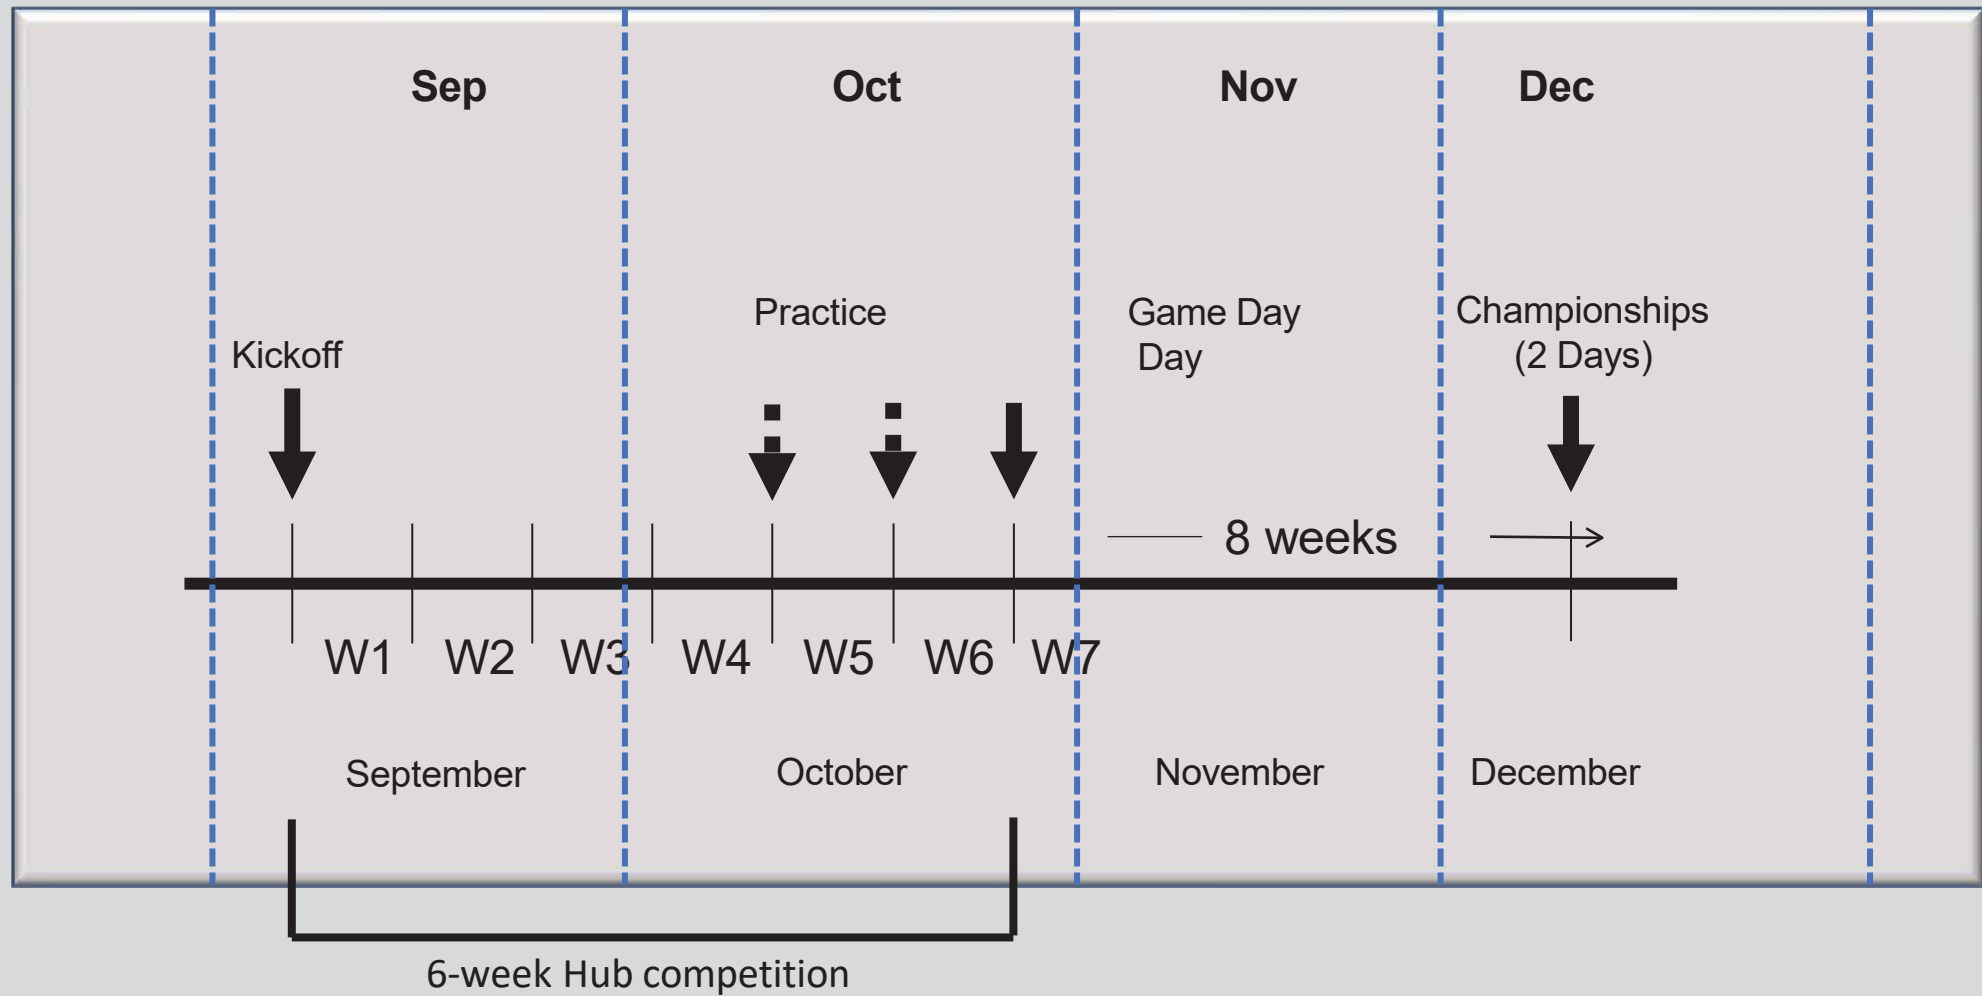 Sep Oct Nov Dec
Practice Game Day Championships
Kickoff Day (2 Days)
8 weeks
W1 W2 W3 W4 W5 W6 W7
September October November December
6-week Hub competition